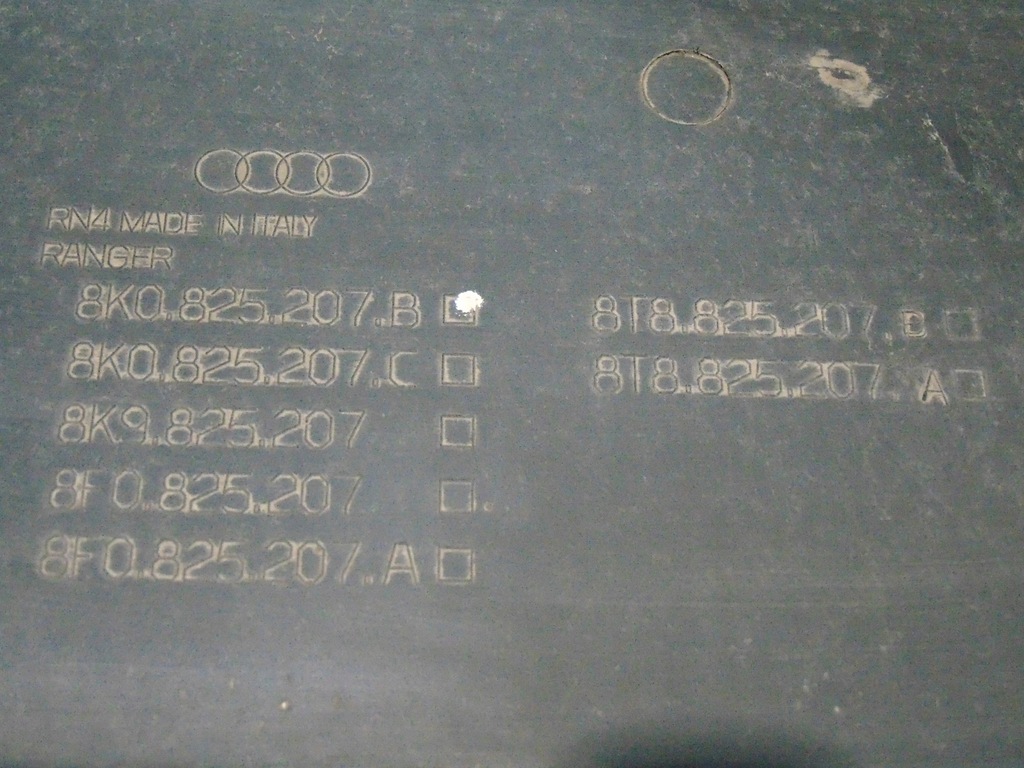 RN4 MADE IN ITALY
RANGER
8K0.825.207.B
8K0.825.207.C
8K9.825.207
8F0.825.207
8F0.825.207.A
8T8.825.207.B
8T8.825.207.A